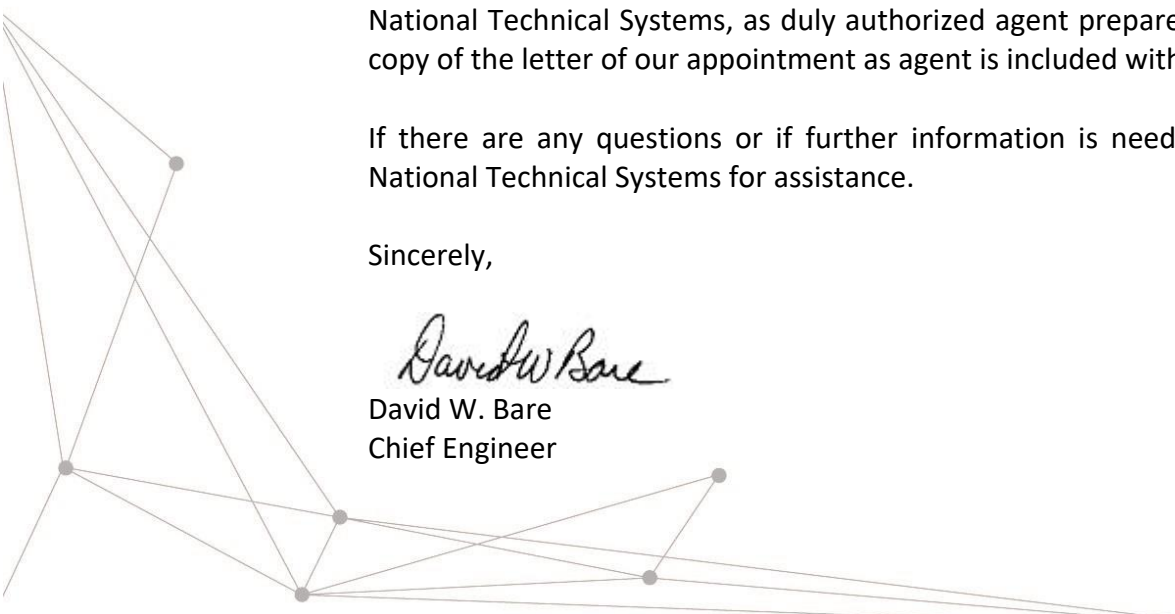 National Technical Systems, as duly authorized agent prepare
copy of the letter of our appointment as agent is included with
If there are any questions or if further information is need
National Technical Systems for assistance.
Sincerely,
David W Bare
David W. Bare
Chief Engineer